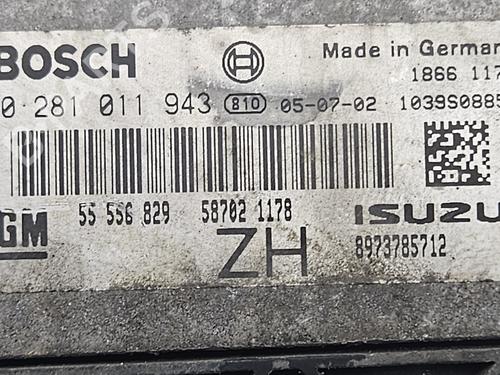 BOSCH
Made in German
1866 117
0 281 011 943 810 05-07-02 1039S0885
GM
55 556 829 58702 1178
ISUZU
ZH
8973785712